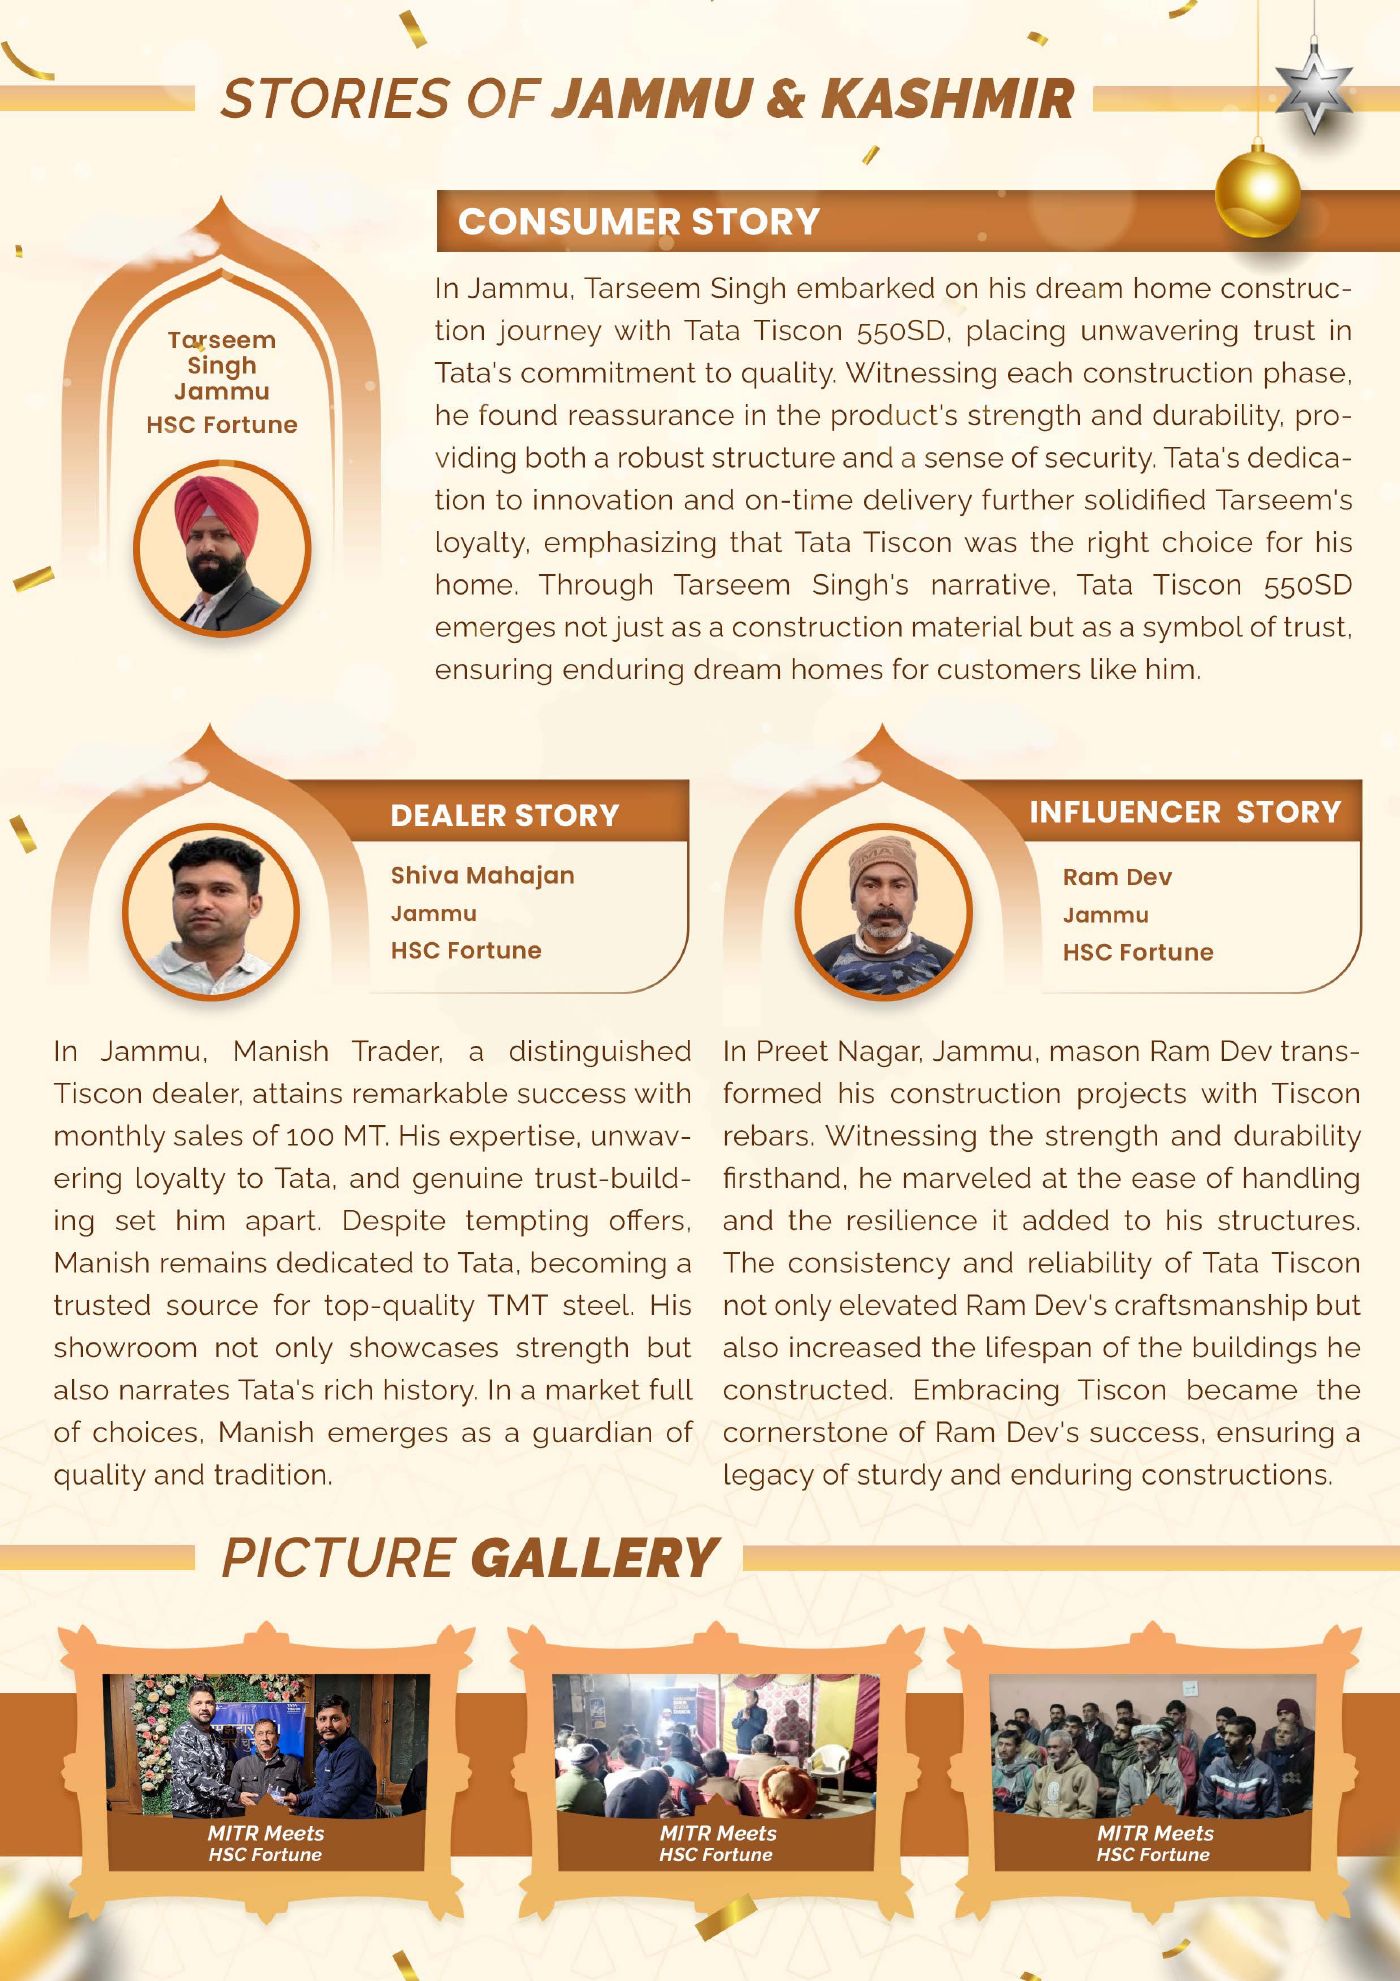 STORIES OF JAMMU & KASHMIR
CONSUMER STORY
Tarseem
Singh
Jammu
HSC Fortune
In Jammu, Tarseem Singh embarked on his dream home construc-
tion journey with Tata Tiscon 550SD, placing unwavering trust in
Tata's commitment to quality. Witnessing each construction phase,
he found reassurance in the product's strength and durability, pro-
viding both a robust structure and a sense of security. Tata's dedica-
tion to innovation and on-time delivery further solidified Tarseem's
loyalty, emphasizing that Tata Tiscon was the right choice for his
home. Through Tarseem Singh's narrative, Tata Tiscon 550SD
emerges not just as a construction material but as a symbol of trust,
ensuring enduring dream homes for customers like him.
DEALER STORY
Shiva Mahajan
Jammu
HSC Fortune
In Jammu, Manish Trader, a distinguished
Tiscon dealer, attains remarkable success with
monthly sales of 100 MT. His expertise, unwav-
ering loyalty to Tata, and genuine trust-build-
ing set him apart. Despite tempting offers,
Manish remains dedicated to Tata, becoming a
trusted source for top-quality TMT steel. His
showroom not only showcases strength but
also narrates Tata's rich history. In a market full
of choices, Manish emerges as a guardian of
quality and tradition.
INFLUENCER STORY
Ram Dev
Jammu
HSC Fortune
In Preet Nagar, Jammu, mason Ram Dev trans-
formed his construction projects with Tiscon
rebars. Witnessing the strength and durability
firsthand, he marveled at the ease of handling
and the resilience it added to his structures.
The consistency and reliability of Tata Tiscon
not only elevated Ram Dev's craftsmanship but
also increased the lifespan of the buildings he
constructed. Embracing Tiscon became the
cornerstone of Ram Dev's success, ensuring a
legacy of sturdy and enduring constructions.
PICTURE GALLERY
MITR Meets
HSC Fortune
MITR Meets
HSC Fortune
MITR Meets
HSC Fortune